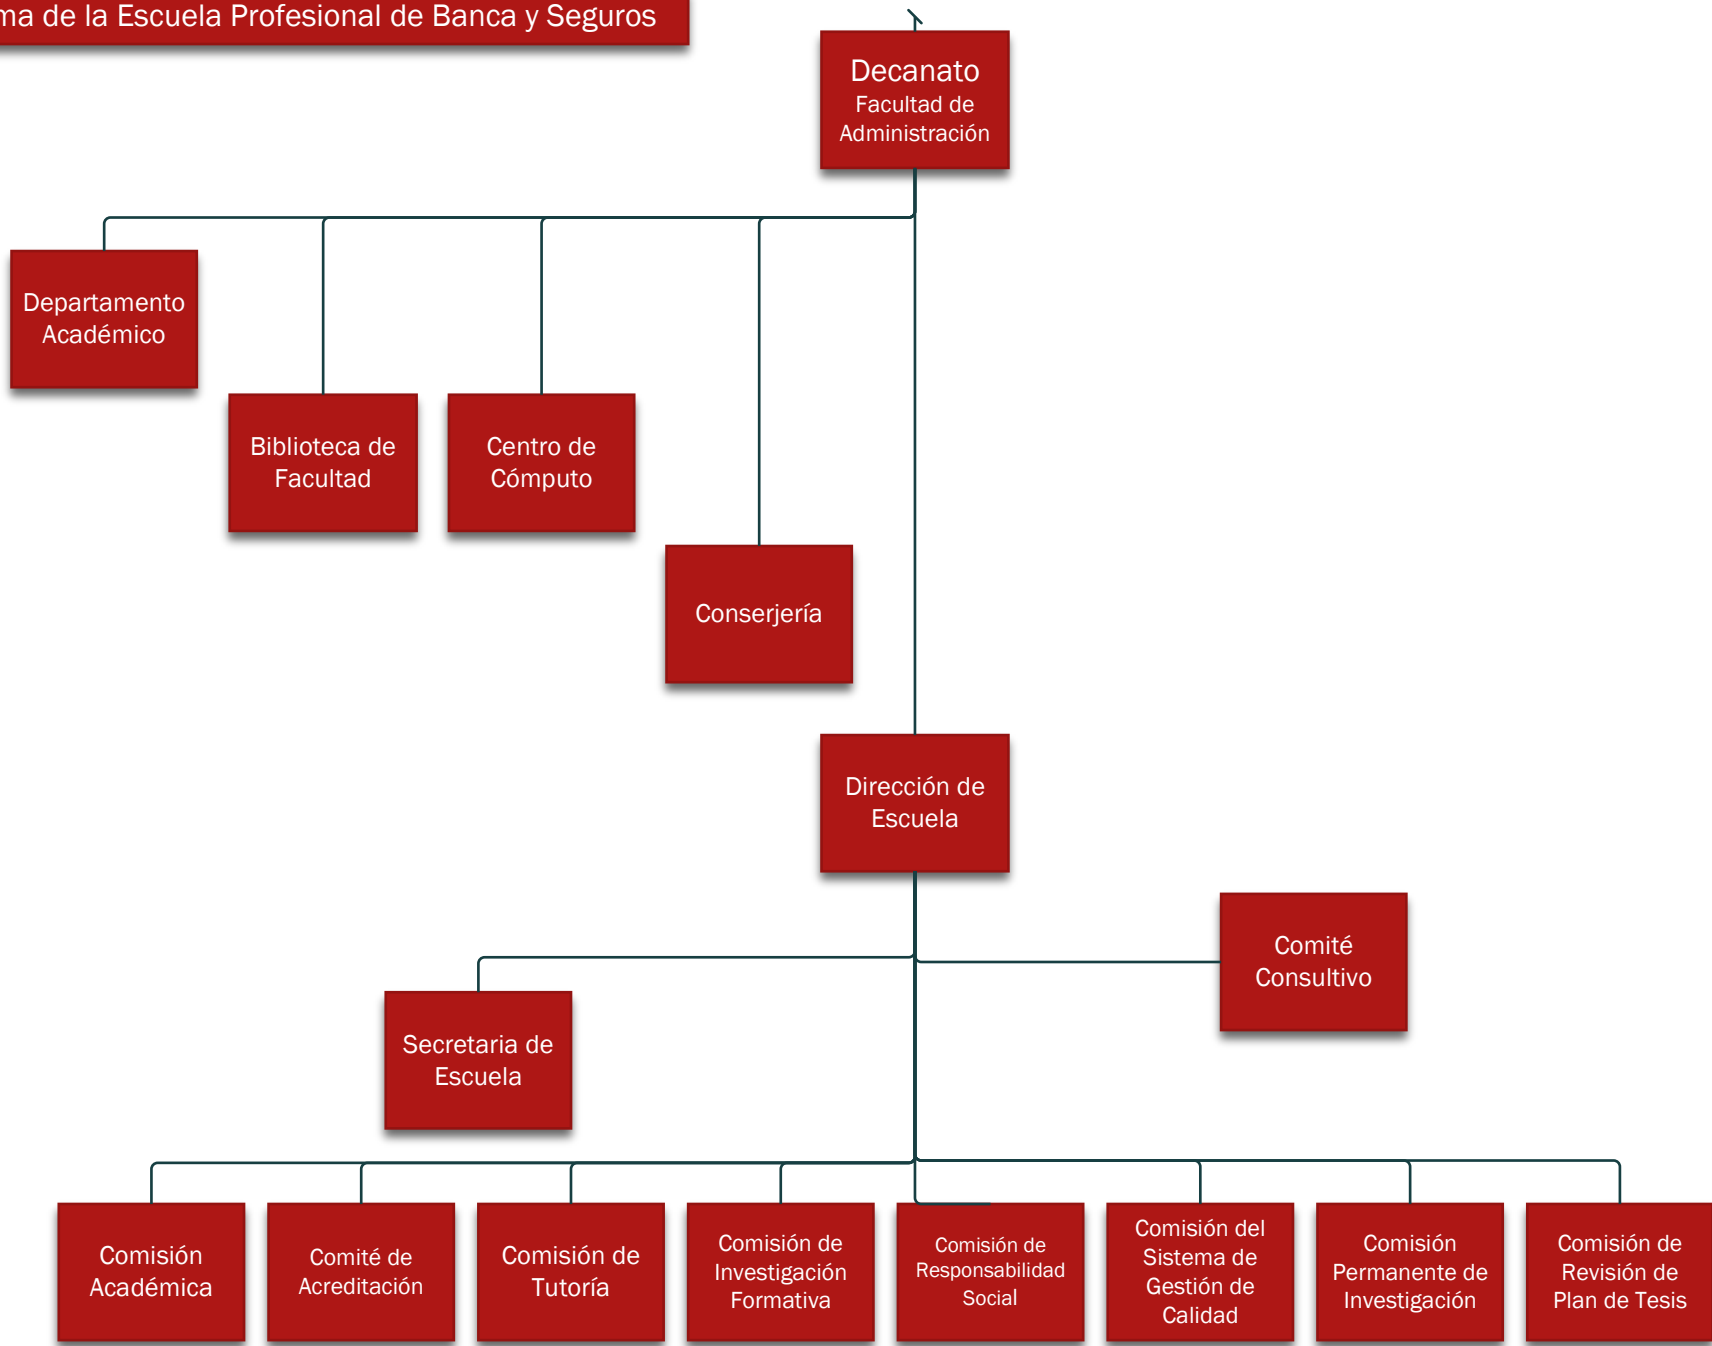 ma de la Escuela Profesional de Banca y Seguros
Decanato
Facultad de
Administración
Departamento
Académico
Biblioteca de
Facultad
Centro de
Cómputo
Conserjería
Dirección de
Escuela
Comité
Consultivo
Secretaria de
Escuela
Comisión
Académica
Comité de
Acreditación
Comisión de
Tutoría
Comisión de
Investigación
Formativa
Comisión de
Responsabilidad
Social
Comisión del
Sistema de
Gestión de
Calidad
Comisión
Permanente de
Investigación
Comisión de
Revisión de
Plan de Tesis